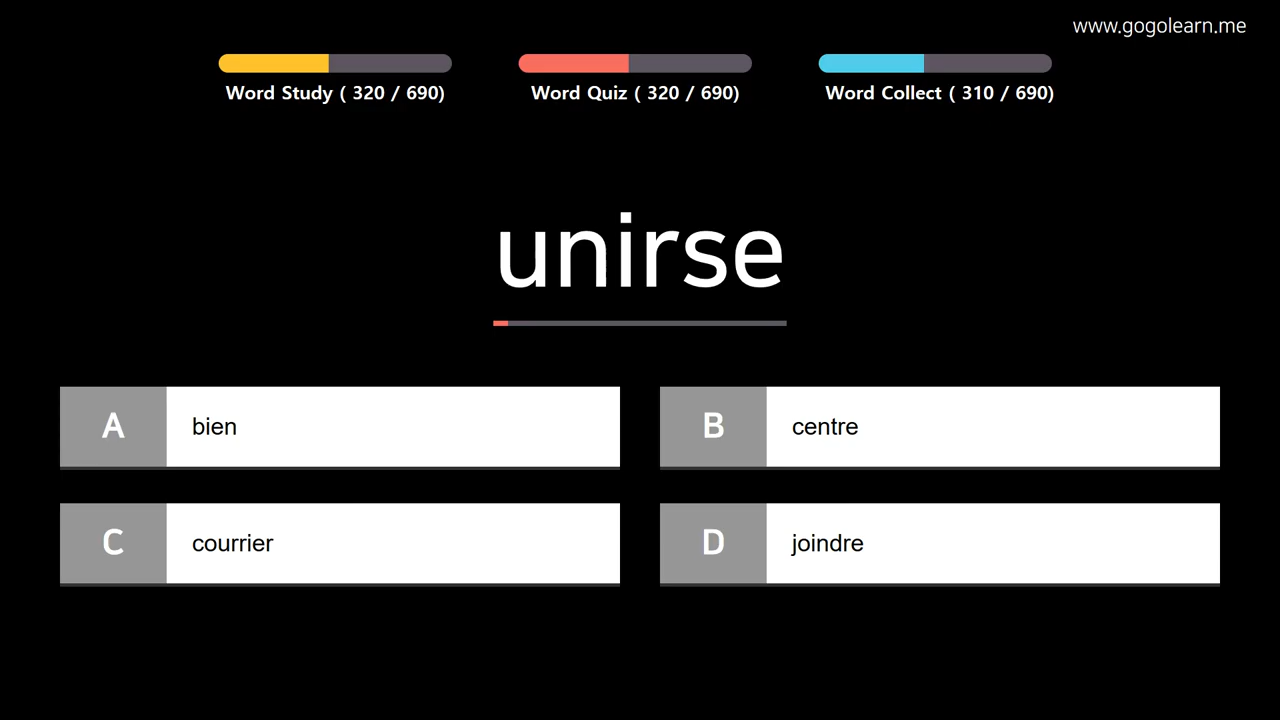 www.gogolearn.me
Word Study ( 320 / 690)
Word Quiz ( 320 / 690)
Word Collect ( 310 / 690)
unirse
A bien
B centre
C courrier
D joindre